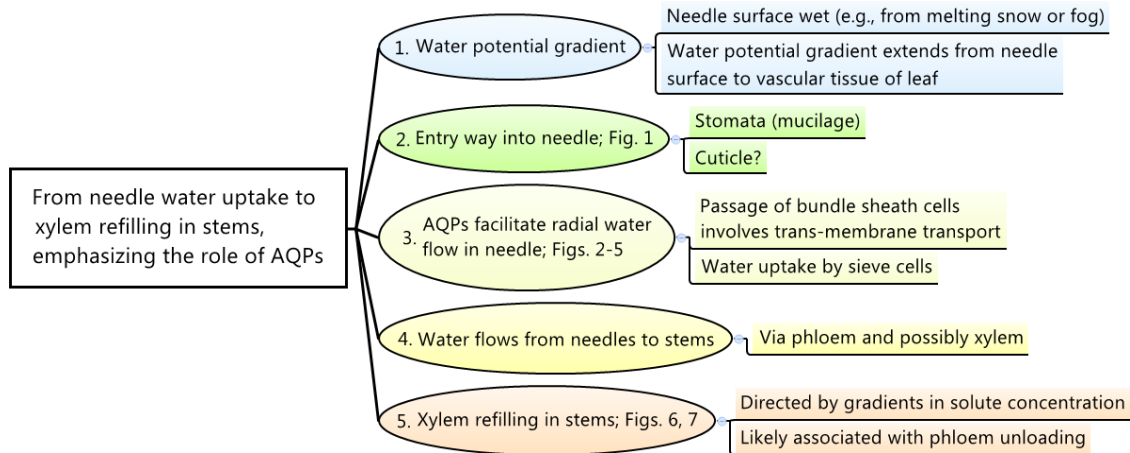 From needle water uptake to
xylem refilling in stems,
emphasizing the role of AQPs
1. Water potential gradient
Needle surface wet (e.g., from melting snow or fog)
Water potential gradient extends from needle
surface to vascular tissue of leaf
2. Entry way into needle; Fig. 1
Stomata (mucilage)
Cuticle?
3. AQPs facilitate radial water
flow in needle; Figs. 2-5
Passage of bundle sheath cells
involves trans-membrane transport
Water uptake by sieve cells
4. Water flows from needles to stems
Via phloem and possibly xylem
5. Xylem refilling in stems; Figs. 6, 7
Directed by gradients in solute concentration
Likely associated with phloem unloading